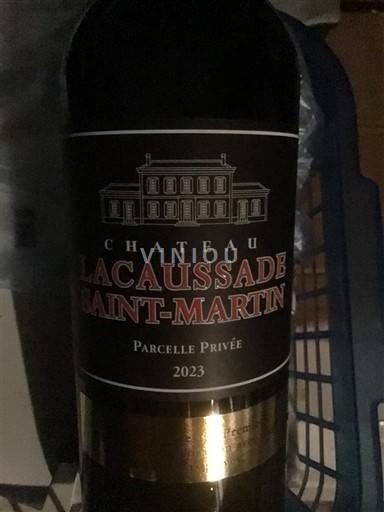 CHATEAU
VINIOU
LACAUSSADE
SAINT-MARTIN
PARCELLE PRIVÉE
2023